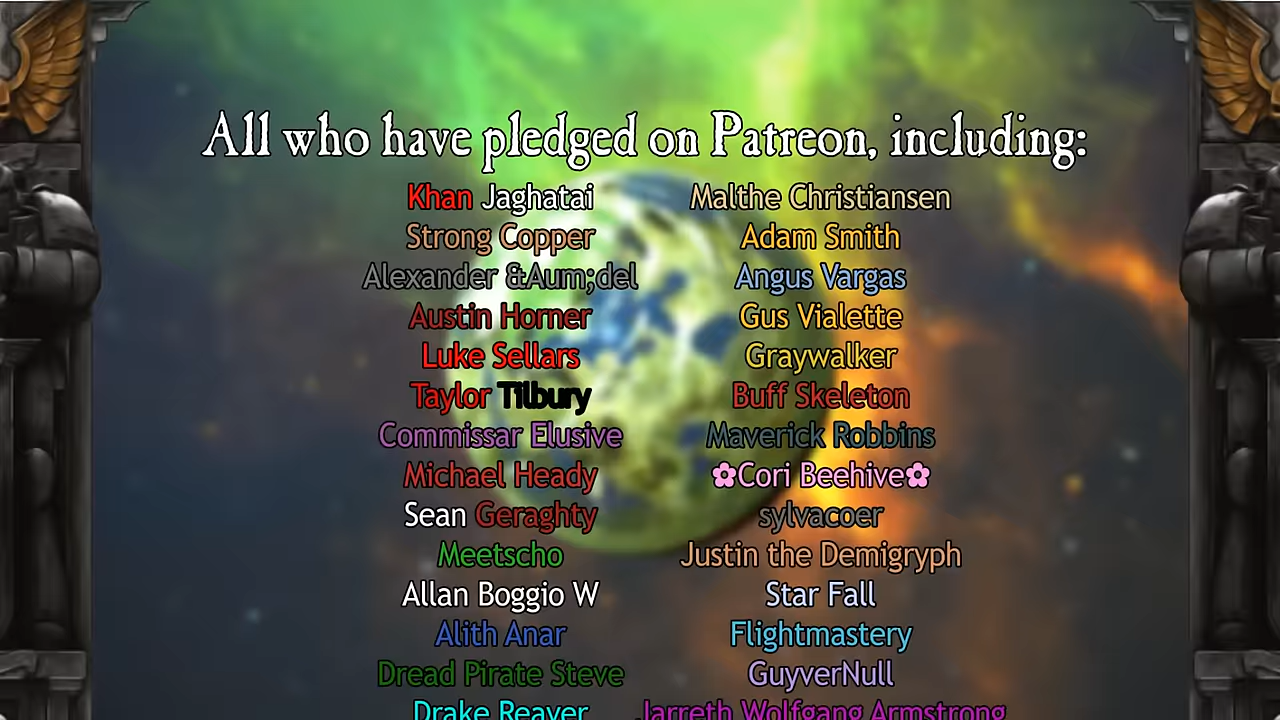 All who have pledged on Patreon, including:
Khan Jaghatai
Malthe Christiansen
Strong Copper
Adam Smith
Alexander &Aum;del
Angus Vargas
Austin Horner
Gus Vialette
Luke Sellars
Graywalker
Taylor Tilbury
Buff Skeleton
Commissar Elusive
Maverick Robbins
Michael Heady
✿Cori Beehive✿
Sean Geraghty
sylvacoer
Meetscho
Justin the Demigryph
Allan Boggio W
Star Fall
Alith Anar
Flightmastery
Dread Pirate Steve
GuyverNull
Drake Reaver
Jarreth Wolfgang Armstrong